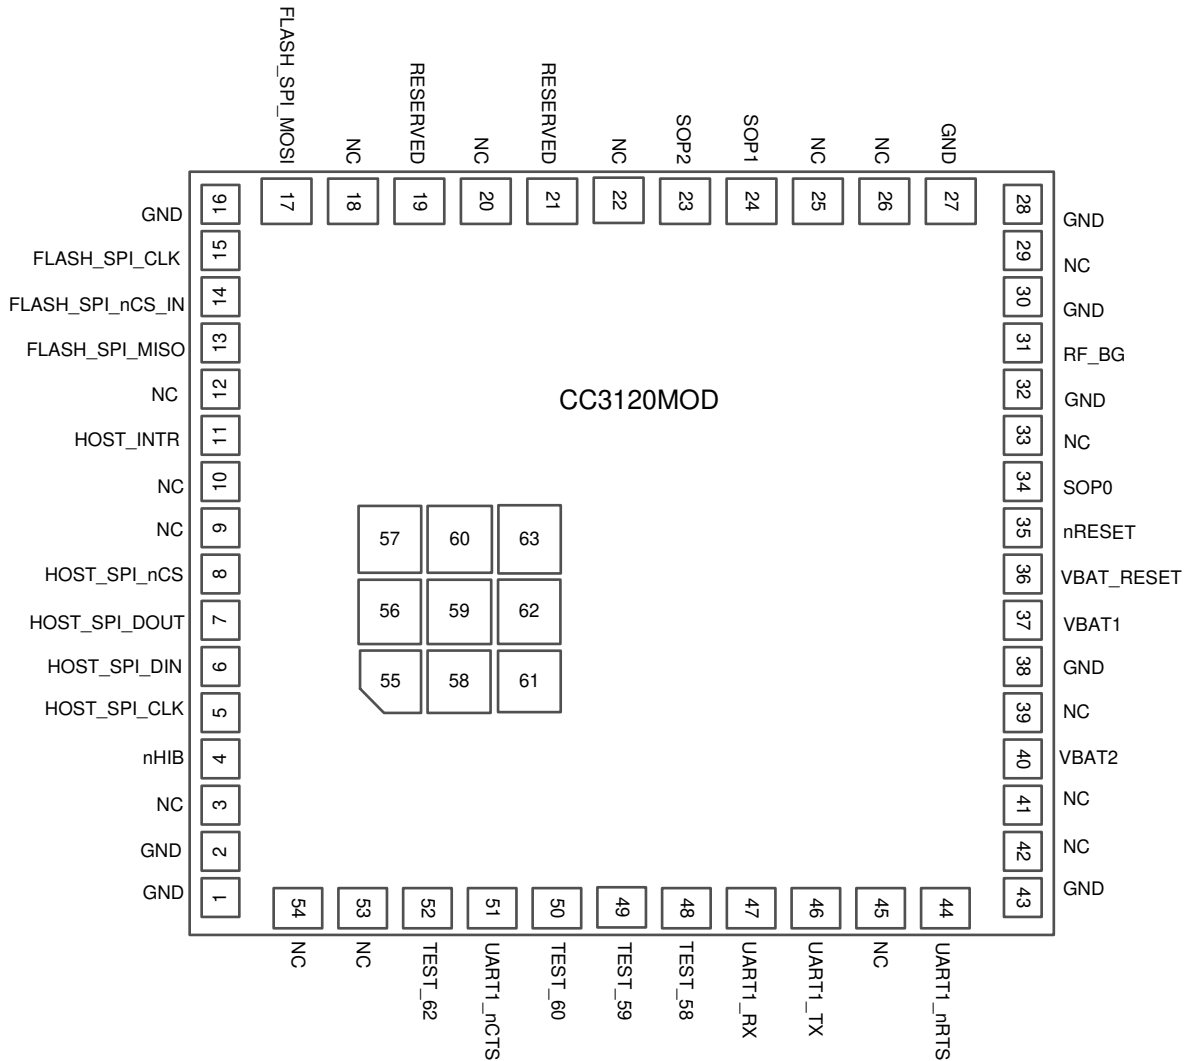 FLASH_SPI_MOSI
NC
RESERVED
NC
RESERVED
NC
SOP2
SOP1
NC
NC
GND
17
18
19
20
21
22
23
24
25
26
27
GND 16
FLASH_SPI_CLK 15
FLASH_SPI_nCS_IN 14
FLASH_SPI_MISO 13
NC 12
HOST_INTR 11
NC 10
NC 9
HOST_SPI_nCS 8
HOST_SPI_DOUT 7
HOST_SPI_DIN 6
HOST_SPI_CLK 5
nHIB 4
NC 3
GND 2
GND 1
CC3120MOD
57 60 63
56 59 62
55 58 61
28 GND
29 NC
30 GND
31 RF_BG
32 GND
33 NC
34 SOP0
35 nRESET
36 VBAT_RESET
37 VBAT1
38 GND
39 NC
40 VBAT2
41 NC
42 NC
43 GND
54
53
52
51
50
49
48
47
46
45
44
NC
NC
TEST_62
UART1_nCTS
TEST_60
TEST_59
TEST_58
UART1_RX
UART1_TX
NC
UART1_nRTS